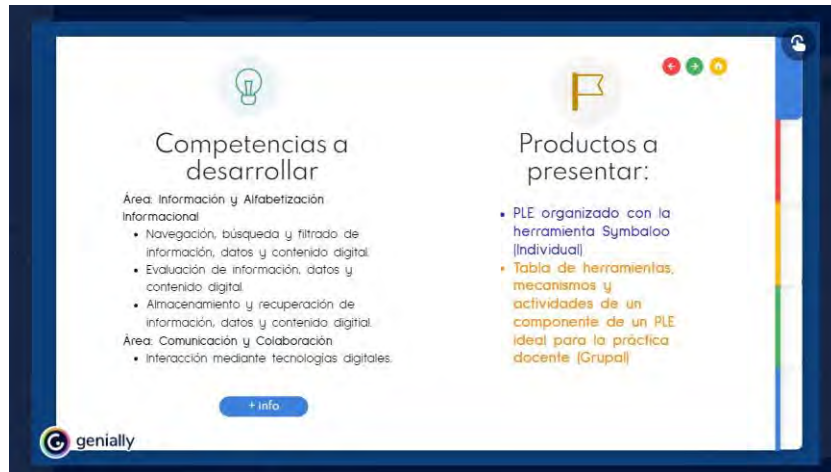 Competencias a
desarrollar
Área: Información y Alfabetización
Informacional
• Navegación, búsqueda y filtrado de
información, datos y contenido digital.
• Evaluación de información, datos y
contenido digital.
• Almacenamiento y recuperación de
información, datos y contenido digitial.
Área: Comunicación y Colaboración
• Interacción mediante tecnologías digitales.
+ info
Productos a
presentar:
• PLE organizado con la
herramienta Symbaloo
(Individual)
• Tabla de herramientas,
mecanismos y
actividades de un
componente de un PLE
ideal para la práctica
docente (Grupal)
genially